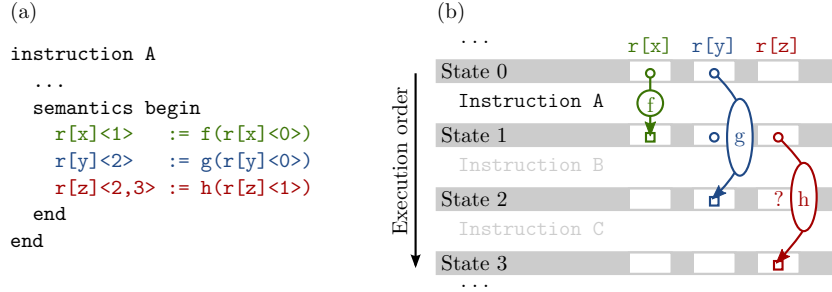 (a)
instruction A
...
semantics begin
r[x]<1> := f(r[x]<0>)
r[y]<2> := g(r[y]<0>)
r[z]<2,3> := h(r[z]<1>)
end
end
(b)
... r[x] r[y] r[z]
State 0
Instruction A
f
State 1
g
Instruction B
State 2 ? h
Instruction C
State 3
...
Execution order